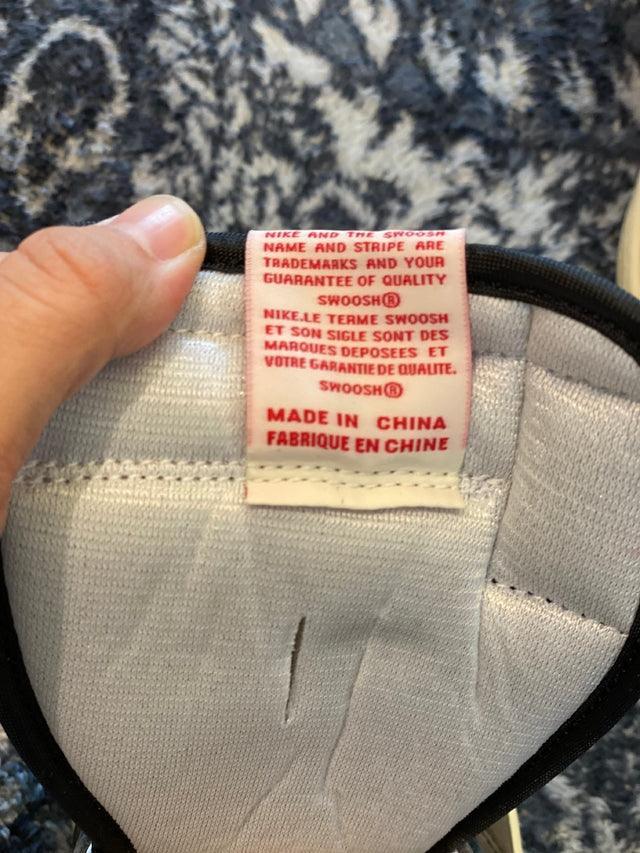 NIKE AND THE SWOOSH
NAME AND STRIPE ARE
TRADEMARKS AND YOUR
GUARANTEE OF QUALITY
SWOOSH®
NIKE.LE TERME SWOOSH
ET SON SIGLE SONT DES
MARQUES DEPOSEES ET
VOTRE GARANTIE DE QUALITE.
SWOOSH®
MADE IN CHINA
FABRIQUE EN CHINE